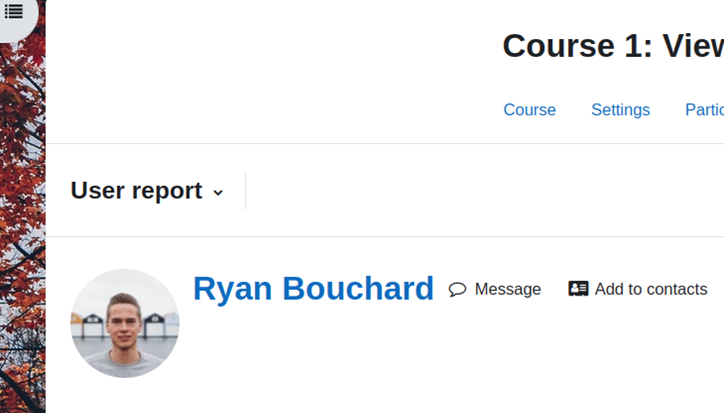 Course 1: View
Course Settings Partic
User report
Ryan Bouchard Message Add to contacts